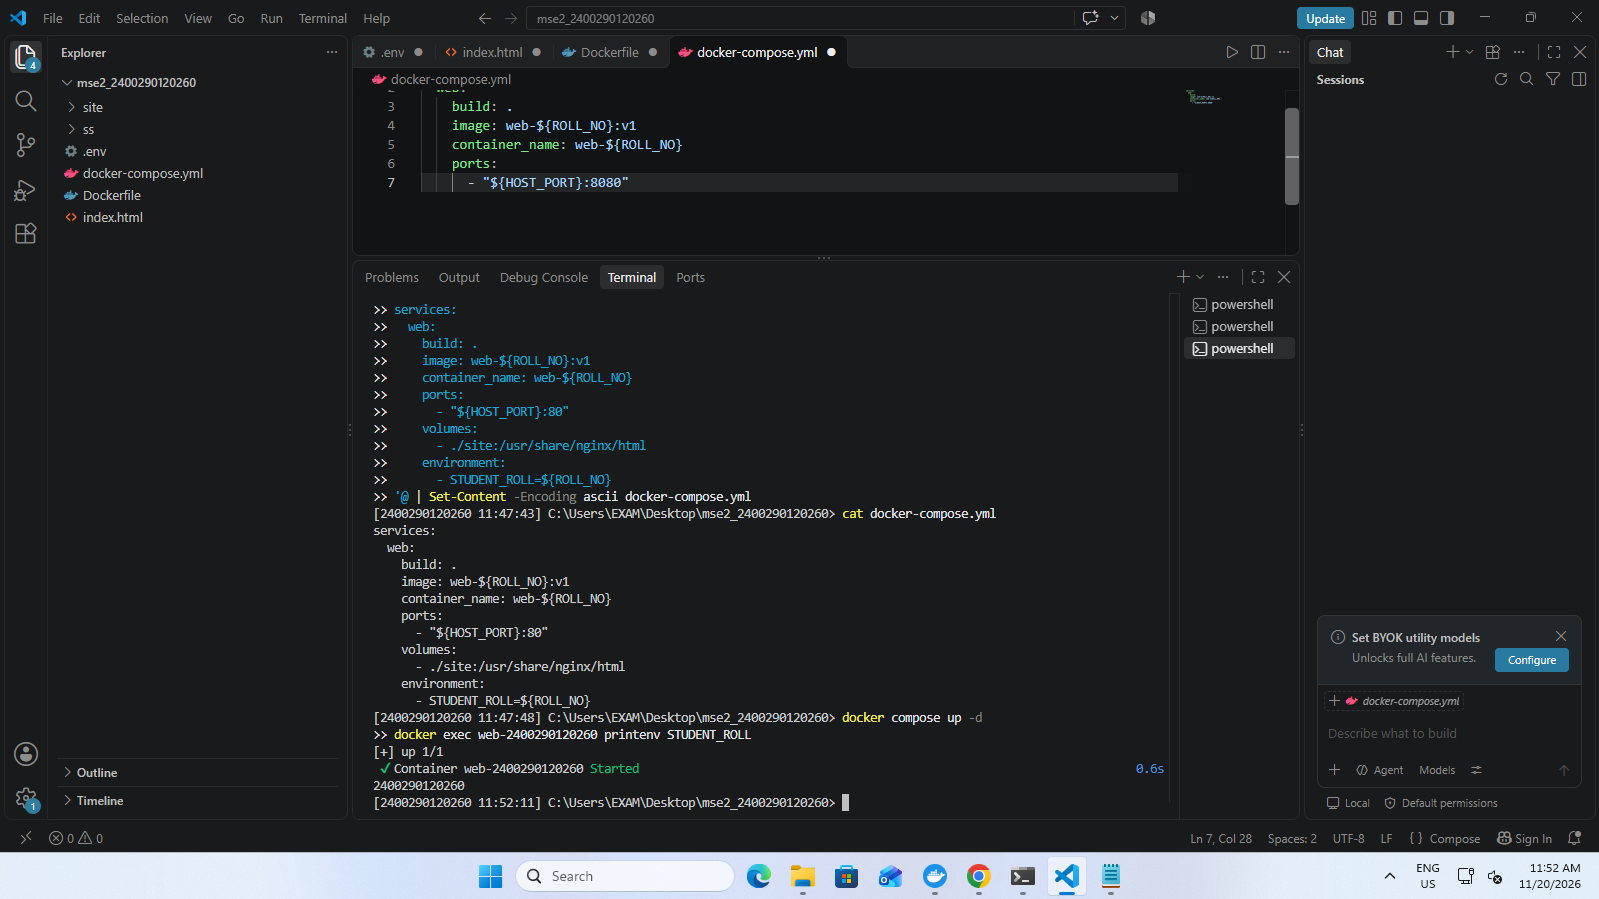 File Edit Selection View Go Run Terminal Help
mse2_2400290120260
Update
Explorer
mse2_2400290120260
site
ss
.env
docker-compose.yml
Dockerfile
index.html
Outline
Timeline
4
1
.env
index.html
Dockerfile
docker-compose.yml
docker-compose.yml
3 build: .
4 image: web-${ROLL_NO}:v1
5 container_name: web-${ROLL_NO}
6 ports:
7 - "${HOST_PORT}:8080"
Problems Output Debug Console Terminal Ports
>> services:
>> web:
>> build: .
>> image: web-${ROLL_NO}:v1
>> container_name: web-${ROLL_NO}
>> ports:
>> - "${HOST_PORT}:80"
>> volumes:
>> - ./site:/usr/share/nginx/html
>> environment:
>> - STUDENT_ROLL=${ROLL_NO}
>> '@ | Set-Content -Encoding ascii docker-compose.yml
[2400290120260 11:47:43] C:\Users\EXAM\Desktop\mse2_2400290120260> cat docker-compose.yml
services:
web:
build: .
image: web-${ROLL_NO}:v1
container_name: web-${ROLL_NO}
ports:
- "${HOST_PORT}:80"
volumes:
- ./site:/usr/share/nginx/html
environment:
- STUDENT_ROLL=${ROLL_NO}
[2400290120260 11:47:48] C:\Users\EXAM\Desktop\mse2_2400290120260> docker compose up -d
>> docker exec web-2400290120260 printenv STUDENT_ROLL
[+] up 1/1
✓ Container web-2400290120260 Started 0.6s
2400290120260
[2400290120260 11:52:11] C:\Users\EXAM\Desktop\mse2_2400290120260>
powershell
powershell
powershell
Chat
Sessions
Set BYOK utility models
Unlocks full AI features.
Configure
docker-compose.yml
Describe what to build
Agent Models
Local Default permissions
0 0
Ln 7, Col 28 Spaces: 2 UTF-8 LF { } Compose Sign In
Search
ENG
US
11:52 AM
11/20/2026